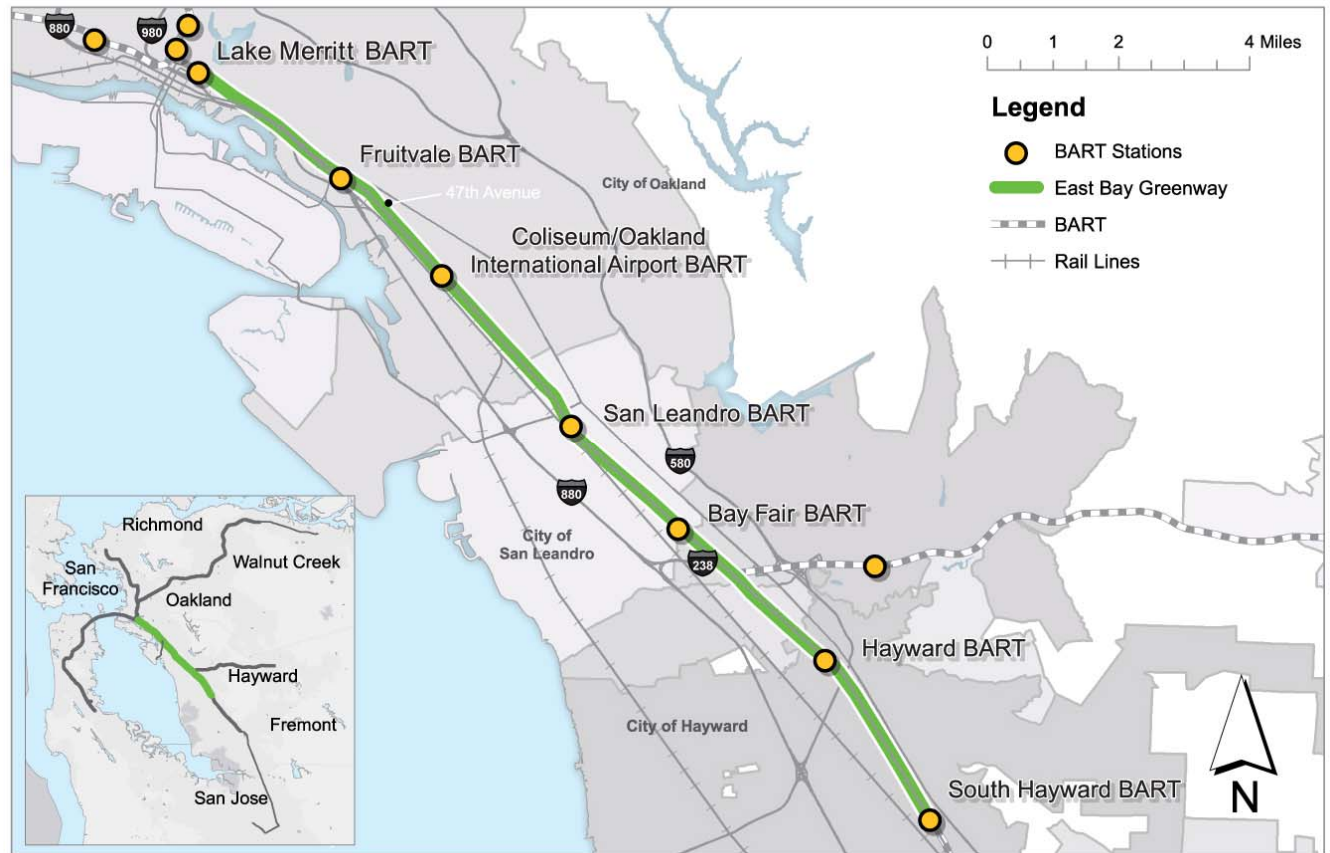 880
980
Lake Merritt BART
0 1 2 4 Miles
Legend
BART Stations
East Bay Greenway
BART
Rail Lines
Fruitvale BART
47th Avenue
City of Oakland
Coliseum/Oakland
International Airport BART
San Leandro BART
580
880
Bay Fair BART
City of
San Leandro
238
Hayward BART
City of Hayward
South Hayward BART
N
Richmond
Walnut Creek
San
Francisco
Oakland
Hayward
Fremont
San Jose